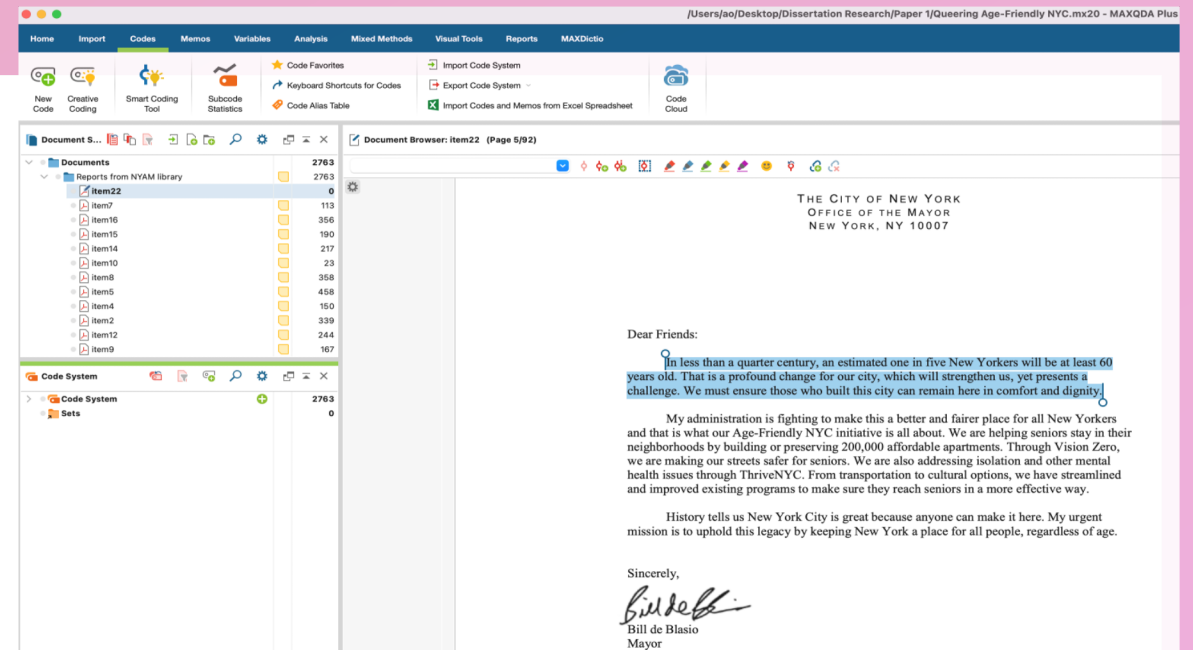 /Users/ao/Desktop/Dissertation Research/Paper 1/Queering Age-Friendly NYC.mx20 - MAXQDA Plus
Home Import Codes Memos Variables Analysis Mixed Methods Visual Tools Reports MAXDictio
New Code
Creative Coding
Smart Coding Tool
Subcode Statistics
Code Favorites
Keyboard Shortcuts for Codes
Code Alias Table
Import Code System
Export Code System
Import Codes and Memos from Excel Spreadsheet
Code Cloud
Document S...
Documents 2763
Reports from NYAM library 2763
item22 0
item7 113
item16 356
item15 190
item14 217
item10 23
item8 358
item5 458
item4 150
item2 339
item12 244
item9 167
Code System
Code System 2763
Sets 0
Document Browser: item22 (Page 5/92)
THE CITY OF NEW YORK
OFFICE OF THE MAYOR
NEW YORK, NY 10007
Dear Friends:
In less than a quarter century, an estimated one in five New Yorkers will be at least 60
years old. That is a profound change for our city, which will strengthen us, yet presents a
challenge. We must ensure those who built this city can remain here in comfort and dignity.
My administration is fighting to make this a better and fairer place for all New Yorkers
and that is what our Age-Friendly NYC initiative is all about. We are helping seniors stay in their
neighborhoods by building or preserving 200,000 affordable apartments. Through Vision Zero,
we are making our streets safer for seniors. We are also addressing isolation and other mental
health issues through ThriveNYC. From transportation to cultural options, we have streamlined
and improved existing programs to make sure they reach seniors in a more effective way.
History tells us New York City is great because anyone can make it here. My urgent
mission is to uphold this legacy by keeping New York a place for all people, regardless of age.
Sincerely,
Bill de Blasio
Mayor